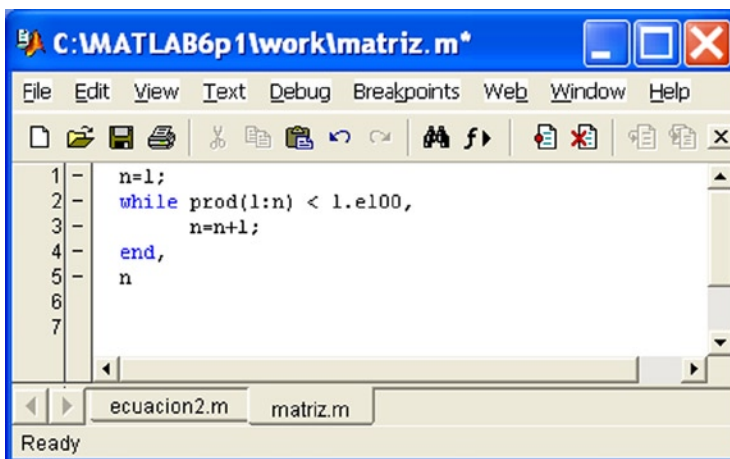 C:\MATLAB6p1\work\matriz.m*
File Edit View Text Debug Breakpoints Web Window Help
1 - n=1;
2 - while prod(1:n) < 1.e100,
3 - n=n+1;
4 - end,
5 - n
6
7
ecuacion2.m matriz.m
Ready